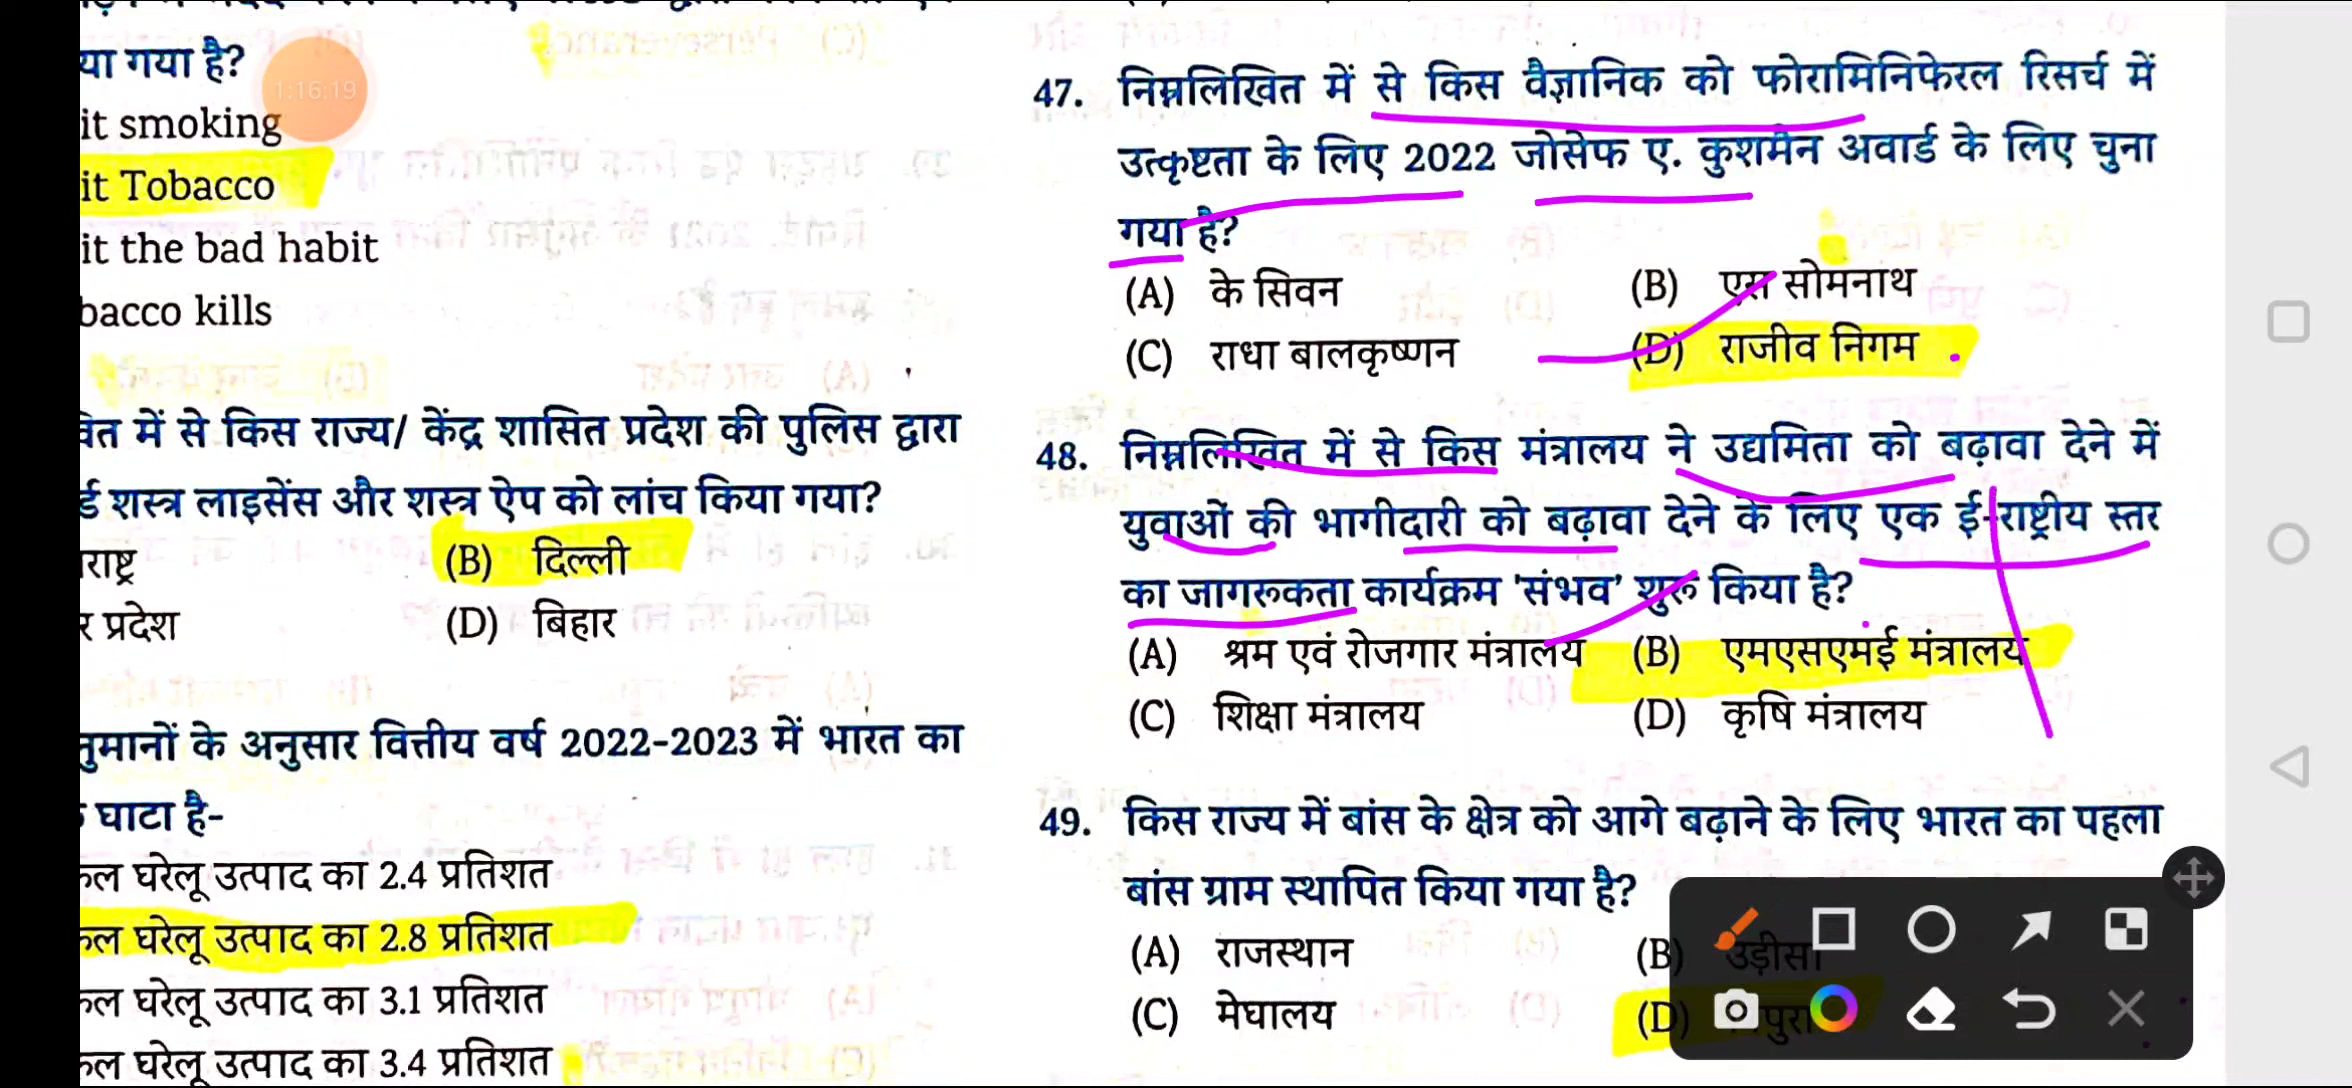 या गया है?
1:16:19
it smoking
it Tobacco
it the bad habit
bacco kills
में से किस राज्य/ केंद्र शासित प्रदेश की पुलिस द्वारा
शस्त्र लाइसेंस और शस्त्र ऐप को लांच किया गया?
राष्ट्र (B) दिल्ली
प्रदेश (D) बिहार
नुमानों के अनुसार वित्तीय वर्ष 2022-2023 में भारत का
घाटा है-
घरेलू उत्पाद का 2.4 प्रतिशत
घरेलू उत्पाद का 2.8 प्रतिशत
घरेलू उत्पाद का 3.1 प्रतिशत
घरेलू उत्पाद का 3.4 प्रतिशत
47. निम्नलिखित में से किस वैज्ञानिक को फोरामिनिफेरल रिसर्च में
उत्कृष्टता के लिए 2022 जोसेफ ए. कुशमैन अवार्ड के लिए चुना
गया है?
(A) के सिवन (B) एस सोमनाथ
(C) राधा बालकृष्णन (D) राजीव निगम
48. निम्नलिखित में से किस मंत्रालय ने उद्यमिता को बढ़ावा देने में
युवाओं की भागीदारी को बढ़ावा देने के लिए एक ई-राष्ट्रीय स्तर
का जागरूकता कार्यक्रम 'संभव' शुरू किया है?
(A) श्रम एवं रोजगार मंत्रालय (B) एमएसएमई मंत्रालय
(C) शिक्षा मंत्रालय (D) कृषि मंत्रालय
49. किस राज्य में बांस के क्षेत्र को आगे बढ़ाने के लिए भारत का पहला
बांस ग्राम स्थापित किया गया है?
(A) राजस्थान (B) उड़ीसा
(C) मेघालय (D)